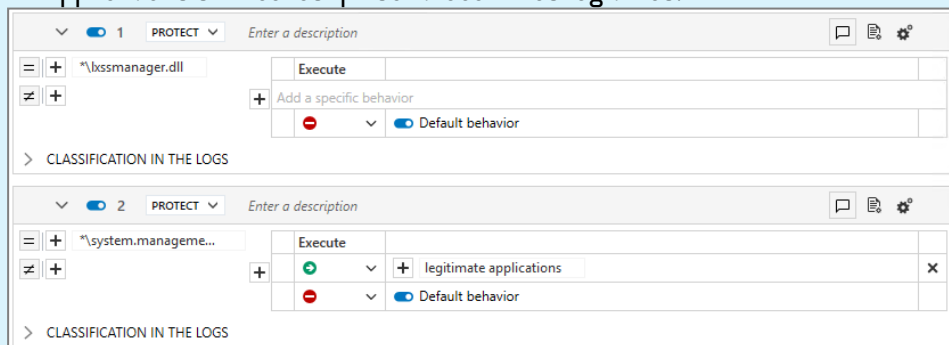 1 PROTECT Enter a description
= + *\lxssmanager.dll Execute
≠ + + Add a specific behavior
Default behavior
> CLASSIFICATION IN THE LOGS
2 PROTECT Enter a description
= + *\system.manageme... Execute
≠ + + + legitimate applications ×
Default behavior
> CLASSIFICATION IN THE LOGS